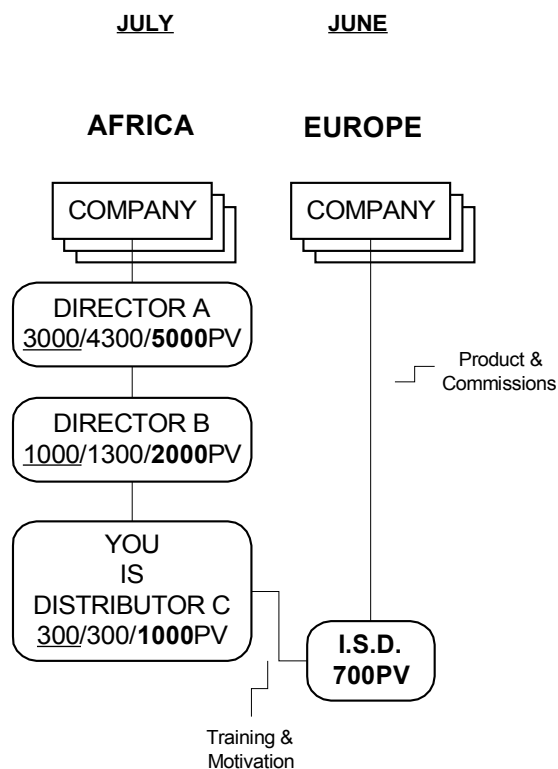 JULY
JUNE
AFRICA
EUROPE
COMPANY
COMPANY
DIRECTOR A
3000/4300/5000PV
Product &
Commissions
DIRECTOR B
1000/1300/2000PV
YOU
IS
DISTRIBUTOR C
300/300/1000PV
I.S.D.
700PV
Training &
Motivation